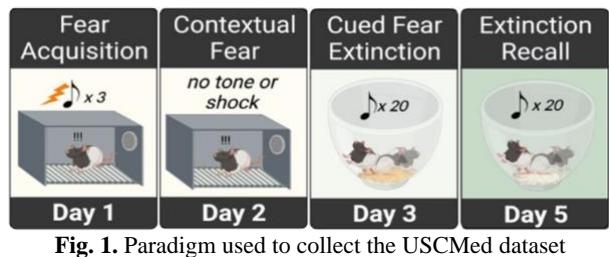 Fear Acquisition
Contextual Fear
Cued Fear Extinction
Extinction Recall
x 3
!!!
no tone or shock
!!!
x 20
x 20
Day 1
Day 2
Day 3
Day 5
Fig. 1. Paradigm used to collect the USCMed dataset